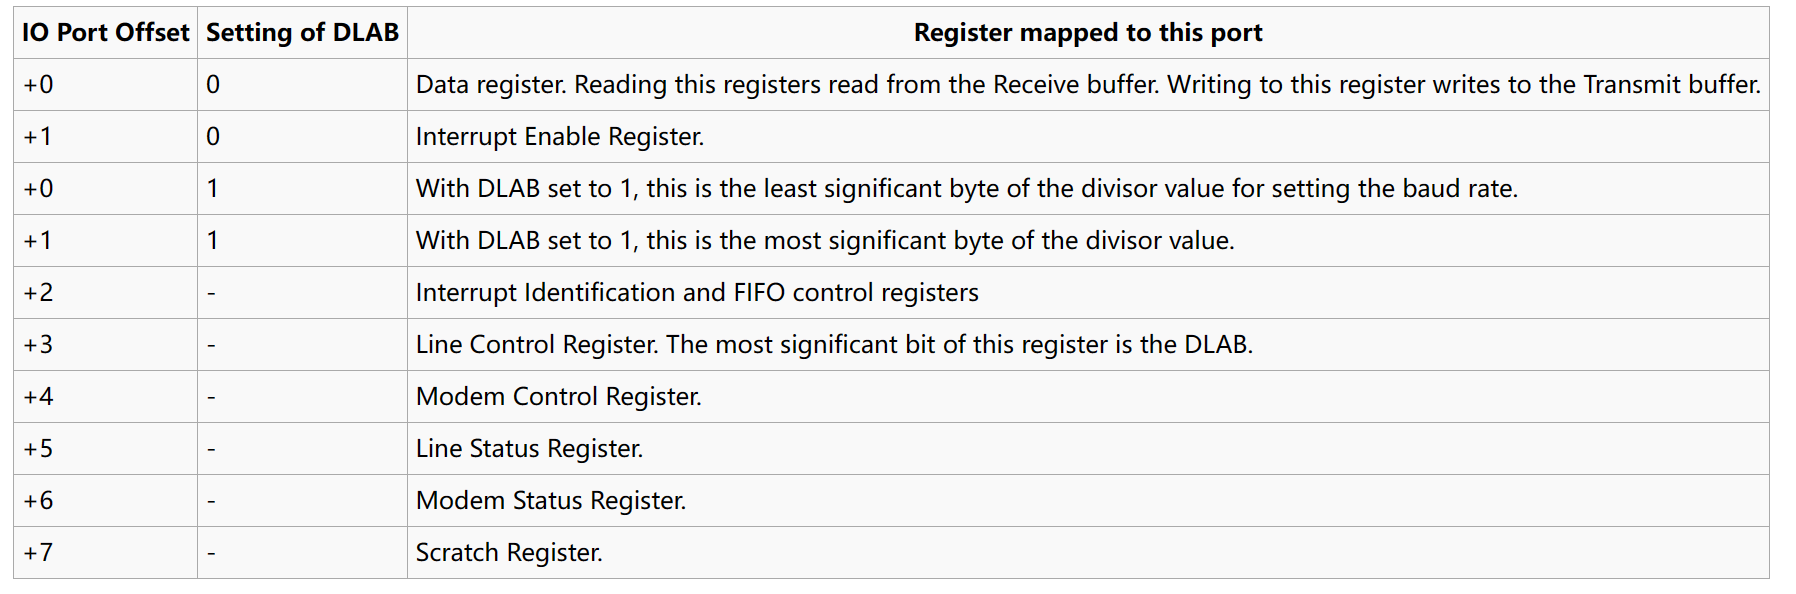 IO Port Offset Setting of DLAB Register mapped to this port
+0 0 Data register. Reading this registers read from the Receive buffer. Writing to this register writes to the Transmit buffer.
+1 0 Interrupt Enable Register.
+0 1 With DLAB set to 1, this is the least significant byte of the divisor value for setting the baud rate.
+1 1 With DLAB set to 1, this is the most significant byte of the divisor value.
+2 - Interrupt Identification and FIFO control registers
+3 - Line Control Register. The most significant bit of this register is the DLAB.
+4 - Modem Control Register.
+5 - Line Status Register.
+6 - Modem Status Register.
+7 - Scratch Register.